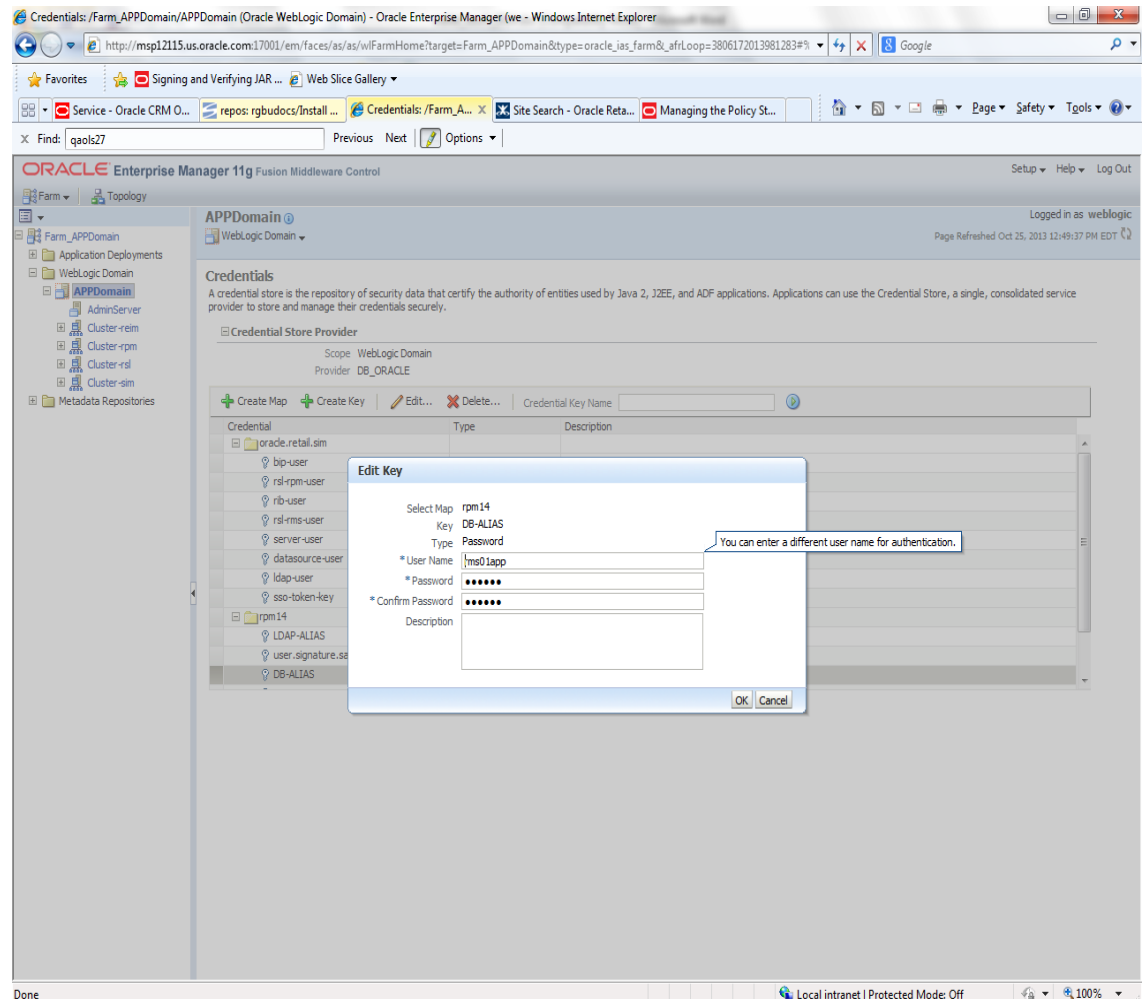 Credentials: /Farm_APPDomain/APPDomain (Oracle WebLogic Domain) - Oracle Enterprise Manager (we - Windows Internet Explorer
http://msp12115.us.oracle.com:17001/em/faces/as/as/wlFarmHome?target=Farm_APPDomain&type=oracle_ias_farm&_afrLoop=3806172013981283#% Google
Favorites Signing and Verifying JAR ... Web Slice Gallery
Service - Oracle CRM O... repos: rgbudocs/Install ... Credentials: /Farm_A... X Site Search - Oracle Reta... Managing the Policy St... Page Safety Tools
X Find: qaols27 Previous Next Options
ORACLE Enterprise Manager 11g Fusion Middleware Control Setup Help Log Out
Farm Topology
APPDomain Logged in as weblogic
Farm_APPDomain WebLogic Domain Page Refreshed Oct 25, 2013 12:49:37 PM EDT
Application Deployments
WebLogic Domain
APPDomain
AdminServer
Cluster-reim
Cluster-rpm
Cluster-rsl
Cluster-sim
Metadata Repositories
Credentials
A credential store is the repository of security data that certify the authority of entities used by Java 2, J2EE, and ADF applications. Applications can use the Credential Store, a single, consolidated service
provider to store and manage their credentials securely.
Credential Store Provider
Scope WebLogic Domain
Provider DB_ORACLE
Create Map Create Key Edit... Delete... Credential Key Name
Credential Type Description
oracle.retail.sim
bip-user
rsl-rpm-user
rib-user
rsl-rms-user
server-user
datasource-user
ldap-user
sso-token-key
rpm14
LDAP-ALIAS
user.signature.sa
DB-ALIAS
Edit Key
Select Map rpm14
Key DB-ALIAS
Type Password
* User Name rms01app
* Password ••••••
* Confirm Password ••••••
Description
You can enter a different user name for authentication.
OK Cancel
Done Local intranet | Protected Mode: Off 100%